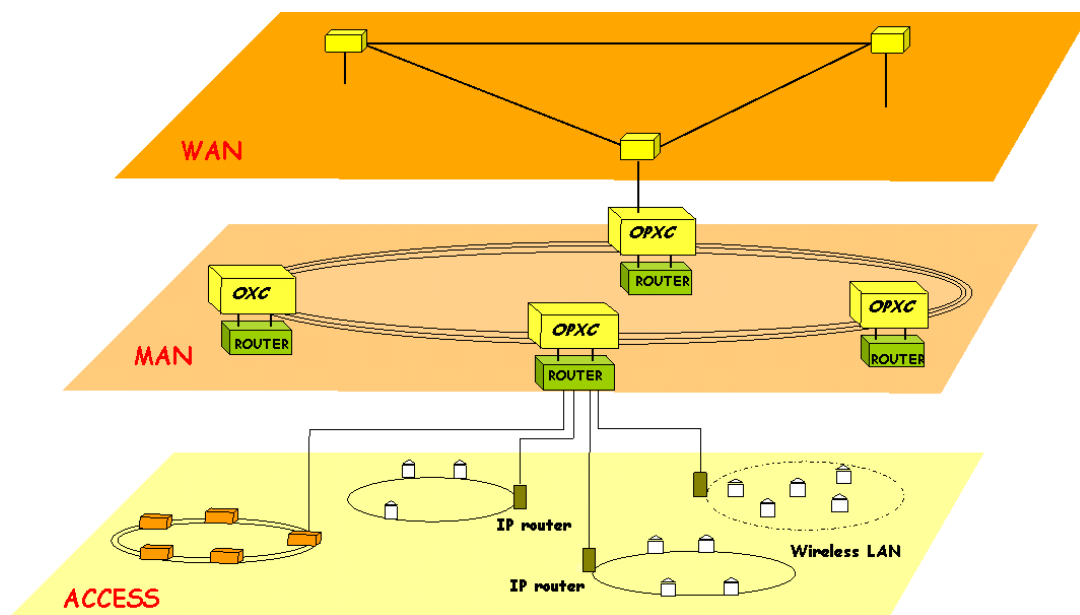 WAN
OPXC
ROUTER
OXC
ROUTER
OPXC
ROUTER
OPXC
ROUTER
MAN
IP router
Wireless LAN
IP router
ACCESS